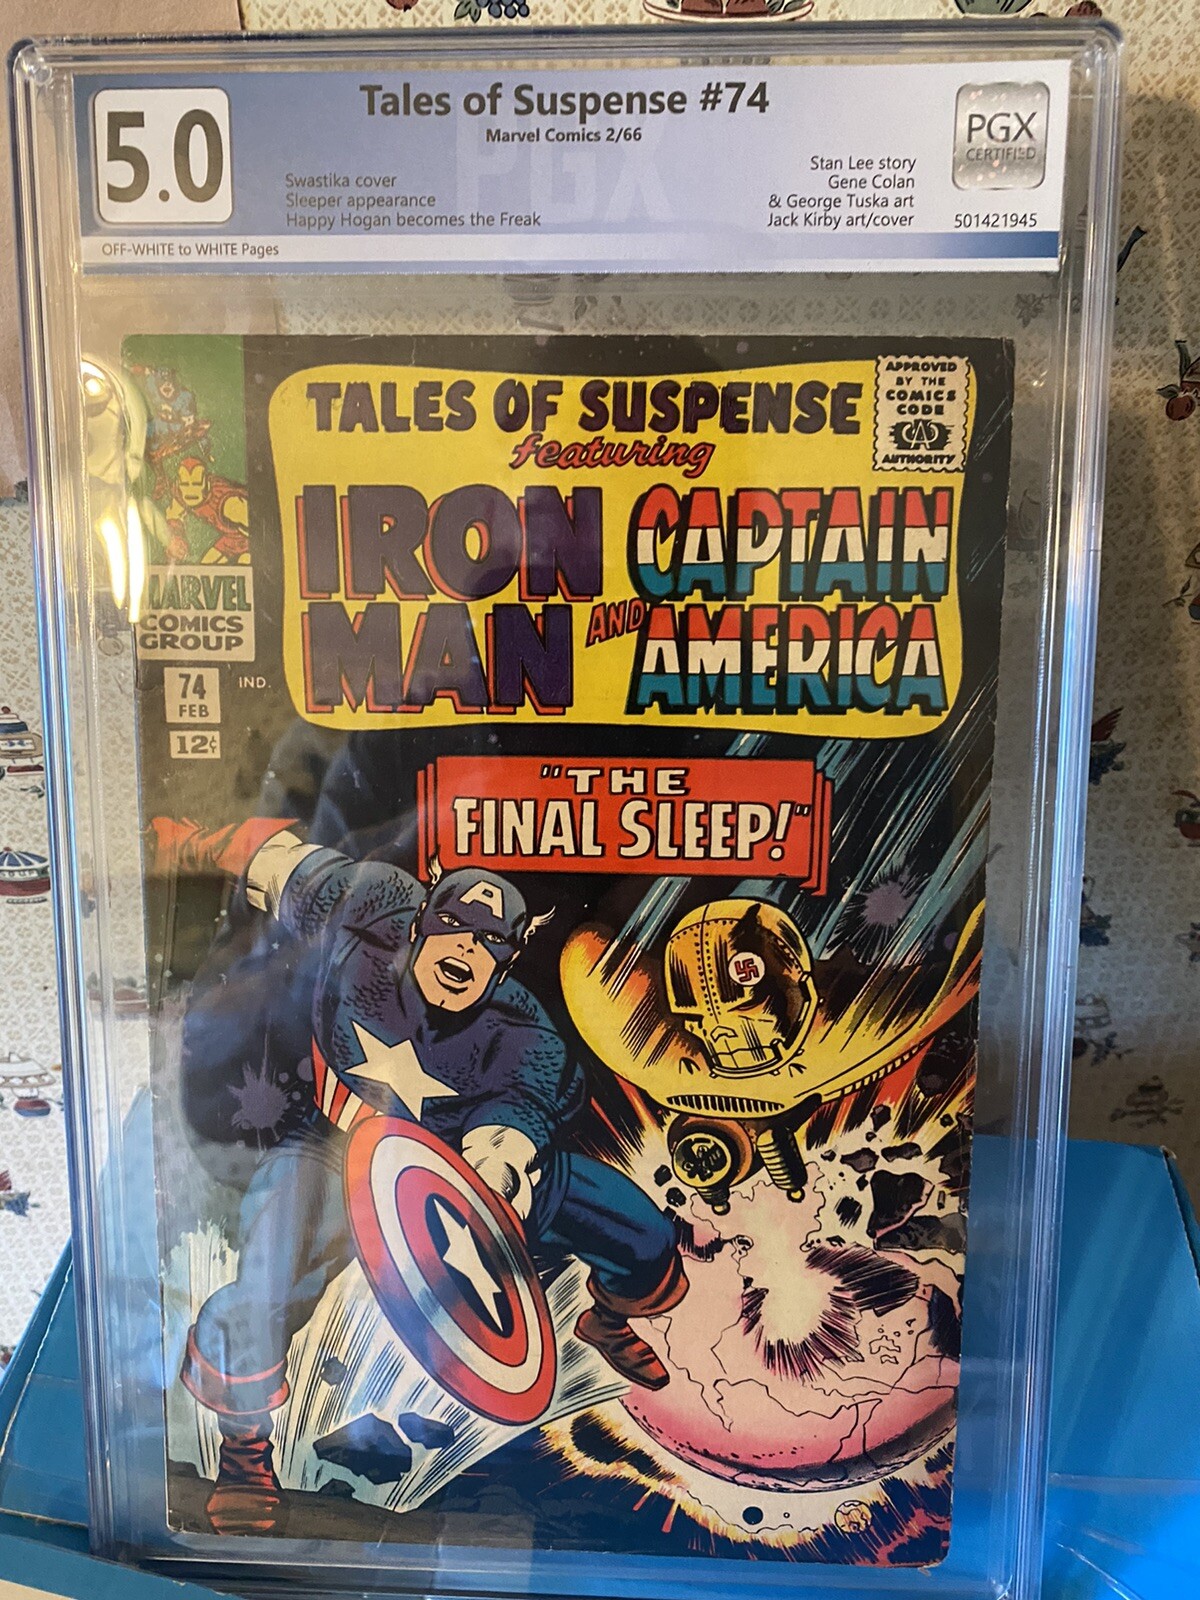 5.0
Tales of Suspense #74
Marvel Comics 2/66
PGX
CERTIFIED
Swastika cover
Sleeper appearance
Happy Hogan becomes the Freak
Stan Lee story
Gene Colan
& George Tuska art
Jack Kirby art/cover
501421945
OFF-WHITE to WHITE Pages
PGX
TALES OF SUSPENSE
featuring
IRON MAN
AND
CAPTAIN AMERICA
APPROVED
BY THE
COMICS
CODE
CA
AUTHORITY
MARVEL
COMICS
GROUP
74
FEB
IND.
12¢
"THE
FINAL SLEEP!"
A